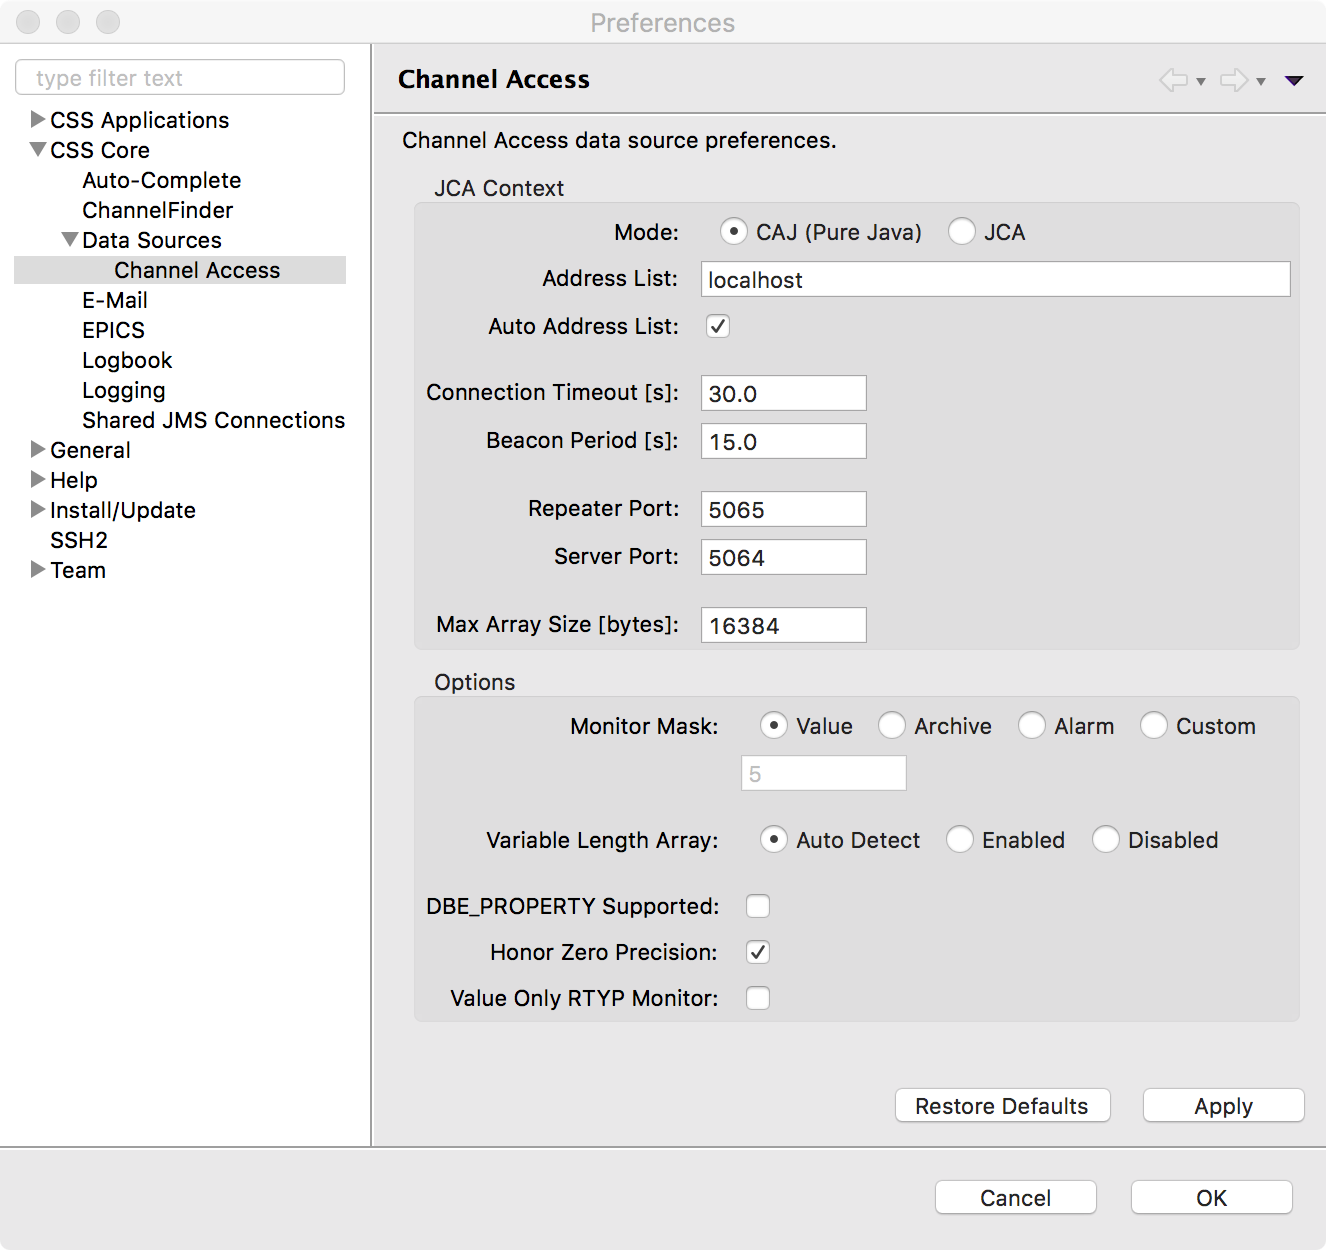 Preferences
type filter text
CSS Applications
CSS Core
Auto-Complete
ChannelFinder
Data Sources
Channel Access
E-Mail
EPICS
Logbook
Logging
Shared JMS Connections
General
Help
Install/Update
SSH2
Team
Channel Access
Channel Access data source preferences.
JCA Context
Mode: CAJ (Pure Java) JCA
Address List: localhost
Auto Address List:
Connection Timeout [s]: 30.0
Beacon Period [s]: 15.0
Repeater Port: 5065
Server Port: 5064
Max Array Size [bytes]: 16384
Options
Monitor Mask: Value Archive Alarm Custom
5
Variable Length Array: Auto Detect Enabled Disabled
DBE_PROPERTY Supported:
Honor Zero Precision:
Value Only RTYP Monitor:
Restore Defaults Apply
Cancel OK